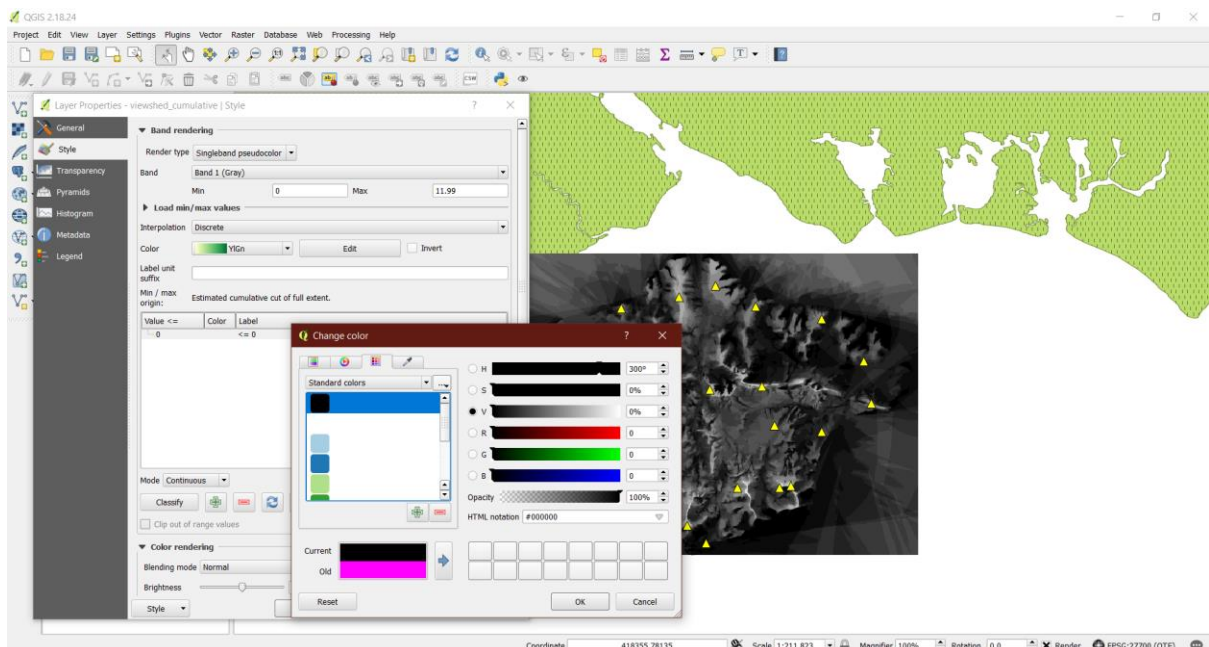 QGIS 2.18.24
Project Edit View Layer Settings Plugins Vector Raster Database Web Processing Help
CSW
Layer Properties - viewshed_cumulative | Style
General
Style
Transparency
Pyramids
Histogram
Metadata
Legend
Band rendering
Render type Singleband pseudocolor
Band Band 1 (Gray)
Min 0 Max 11.99
Load min/max values
Interpolation Discrete
Color YlGn Edit Invert
Label unit
suffix
Min / max
origin: Estimated cumulative cut of full extent.
Value <= Color Label
0 <= 0
Mode Continuous
Classify
Clip out of range values
Color rendering
Blending mode Normal
Brightness
Style
Change color
Standard colors
H 300°
S 0%
V 0%
R 0
G 0
B 0
Opacity 100%
HTML notation #000000
Current
Old
Reset OK Cancel
Coordinate 418355,78135 Scale 1:211,823 Magnifier 100% Rotation 0.0 Render EPSG:27700 (OTF)